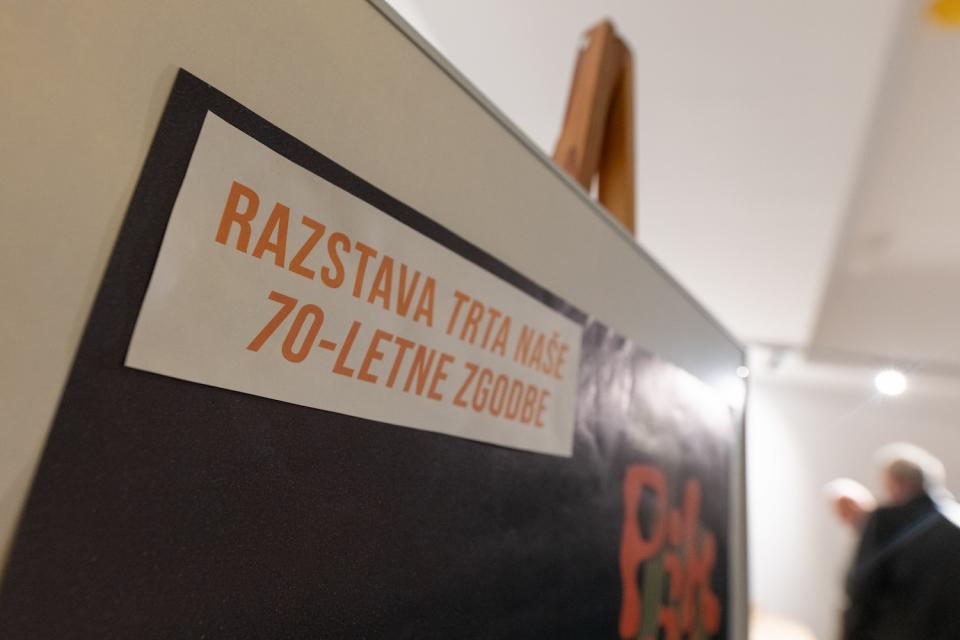 RAZSTAVA TRTA NAŠE
70-LETNE ZGODBE